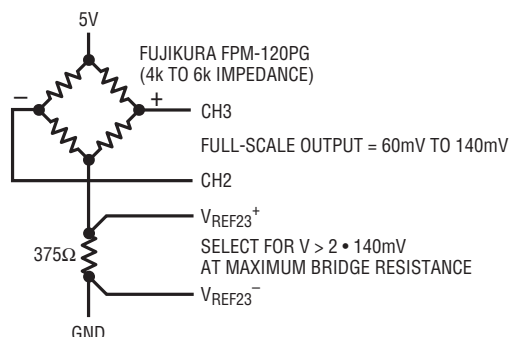 5V
FUJIKURA FPM-120PG
(4k TO 6k IMPEDANCE)
– +
CH3
FULL-SCALE OUTPUT = 60mV TO 140mV
CH2
VREF23+
375Ω
SELECT FOR V > 2 • 140mV
AT MAXIMUM BRIDGE RESISTANCE
VREF23–
GND